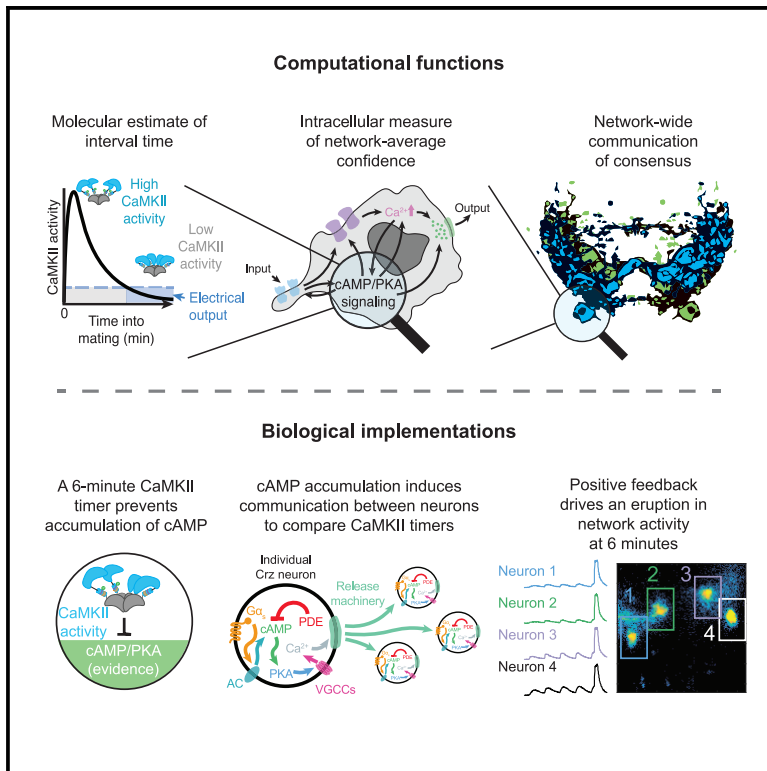 Computational functions
Molecular estimate of
interval time
Intracellular measure
of network-average
confidence
Network-wide
communication
of consensus
CaMKII activity
High
CaMKII
activity
Low
CaMKII
activity
Electrical
output
0
Time into
mating (min)
Input
Ca²⁺
Output
cAMP/PKA
signaling
Biological implementations
A 6-minute CaMKII
timer prevents
accumulation of cAMP
cAMP accumulation induces
communication between neurons
to compare CaMKII timers
Positive feedback
drives an eruption in
network activity
at 6 minutes
CaMKII
activity
cAMP/PKA
(evidence)
Individual
Crz neuron
Gαs
cAMP
PDE
Ca²⁺
PKA
AC
VGCCs
Release
machinery
Neuron 1
Neuron 2
Neuron 3
Neuron 4
1
2
3
4